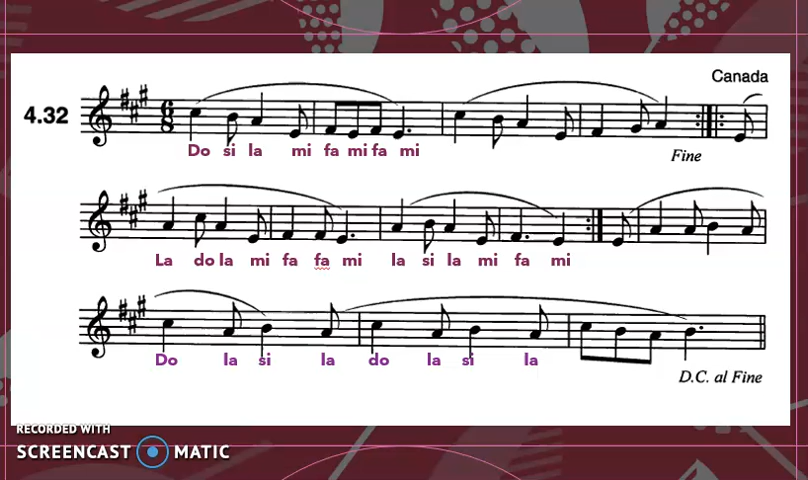 Canada
4.32
Do si la mi fa mi fa mi
Fine
La do la mi fa fa mi la si la mi fa mi
Do la si la do la si la
D.C. al Fine
RECORDED WITH
SCREENCAST MATIC